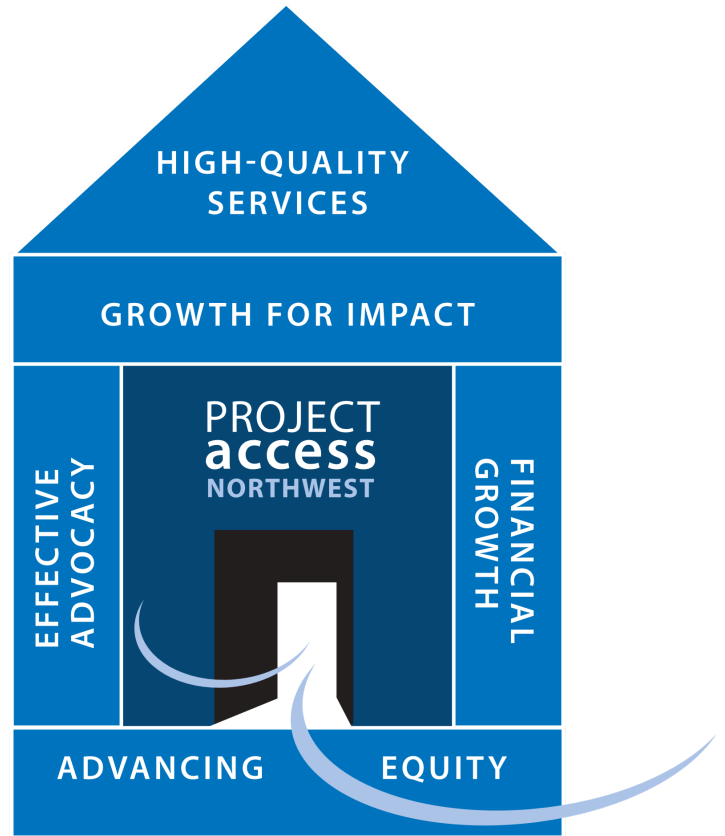 HIGH-QUALITY
SERVICES
GROWTH FOR IMPACT
EFFECTIVE
ADVOCACY
PROJECT
access
NORTHWEST
FINANCIAL
GROWTH
ADVANCING EQUITY